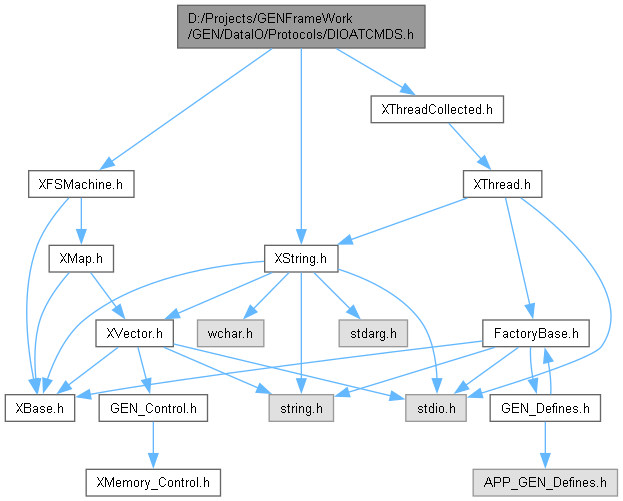 D:/Projects/GENFrameWork
/GEN/DataIO/Protocols/DIOATCMDS.h
XThreadCollected.h
XFSMachine.h
XThread.h
XMap.h
XString.h
XVector.h
wchar.h
stdarg.h
FactoryBase.h
XBase.h
GEN_Control.h
string.h
stdio.h
GEN_Defines.h
XMemory_Control.h
APP_GEN_Defines.h